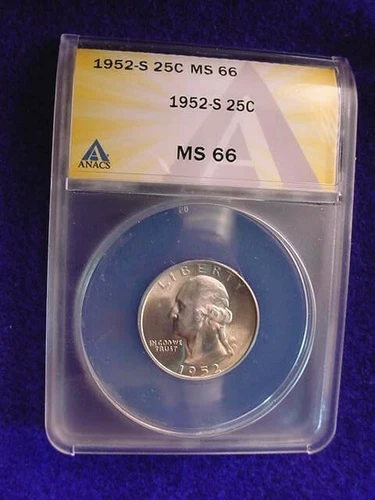 1952-S 25C MS 66
1952-S 25C
MS 66
ANACS
LIBERTY
IN GOD WE
TRUST
1952